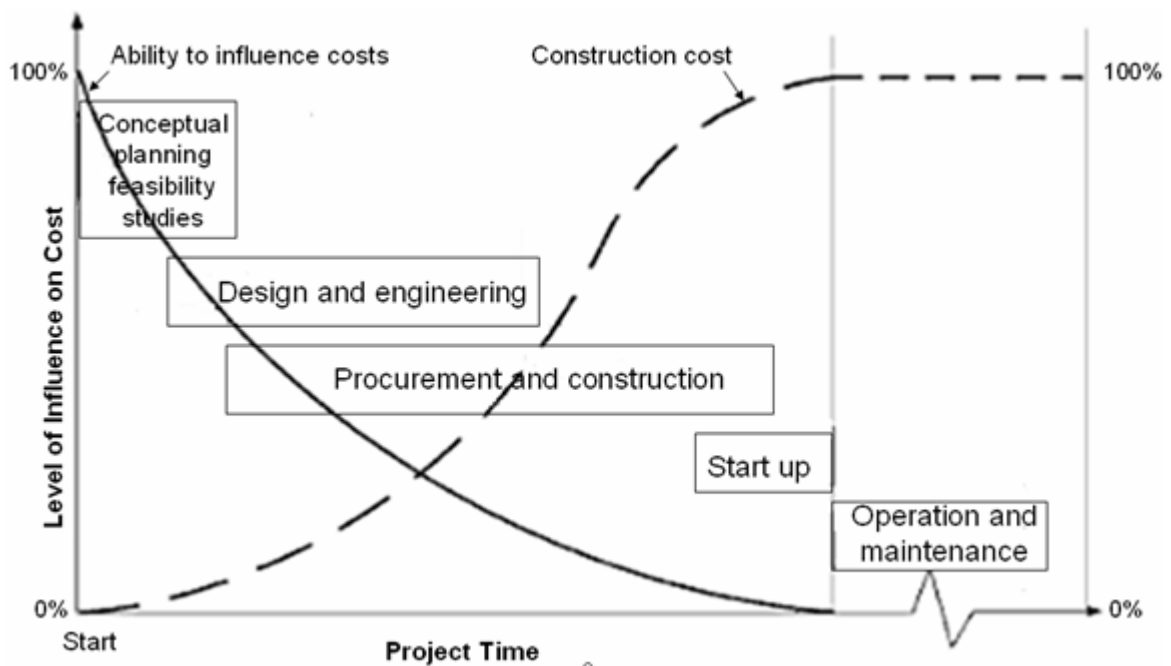 Ability to influence costs
Construction cost
100%
100%
Conceptual
planning
feasibility
studies
Level of Influence on Cost
Design and engineering
Procurement and construction
Start up
Operation and
maintenance
0%
0%
Start
Project Time